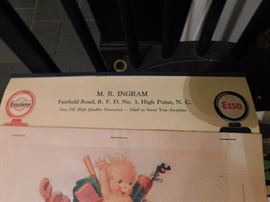 M. R. INGRAM
Fairfield Road, R. F. D. No. 3, High Point, N. C.
Gas, Oil, High Quality Groceries — Glad to Serve You Anytime
Esso